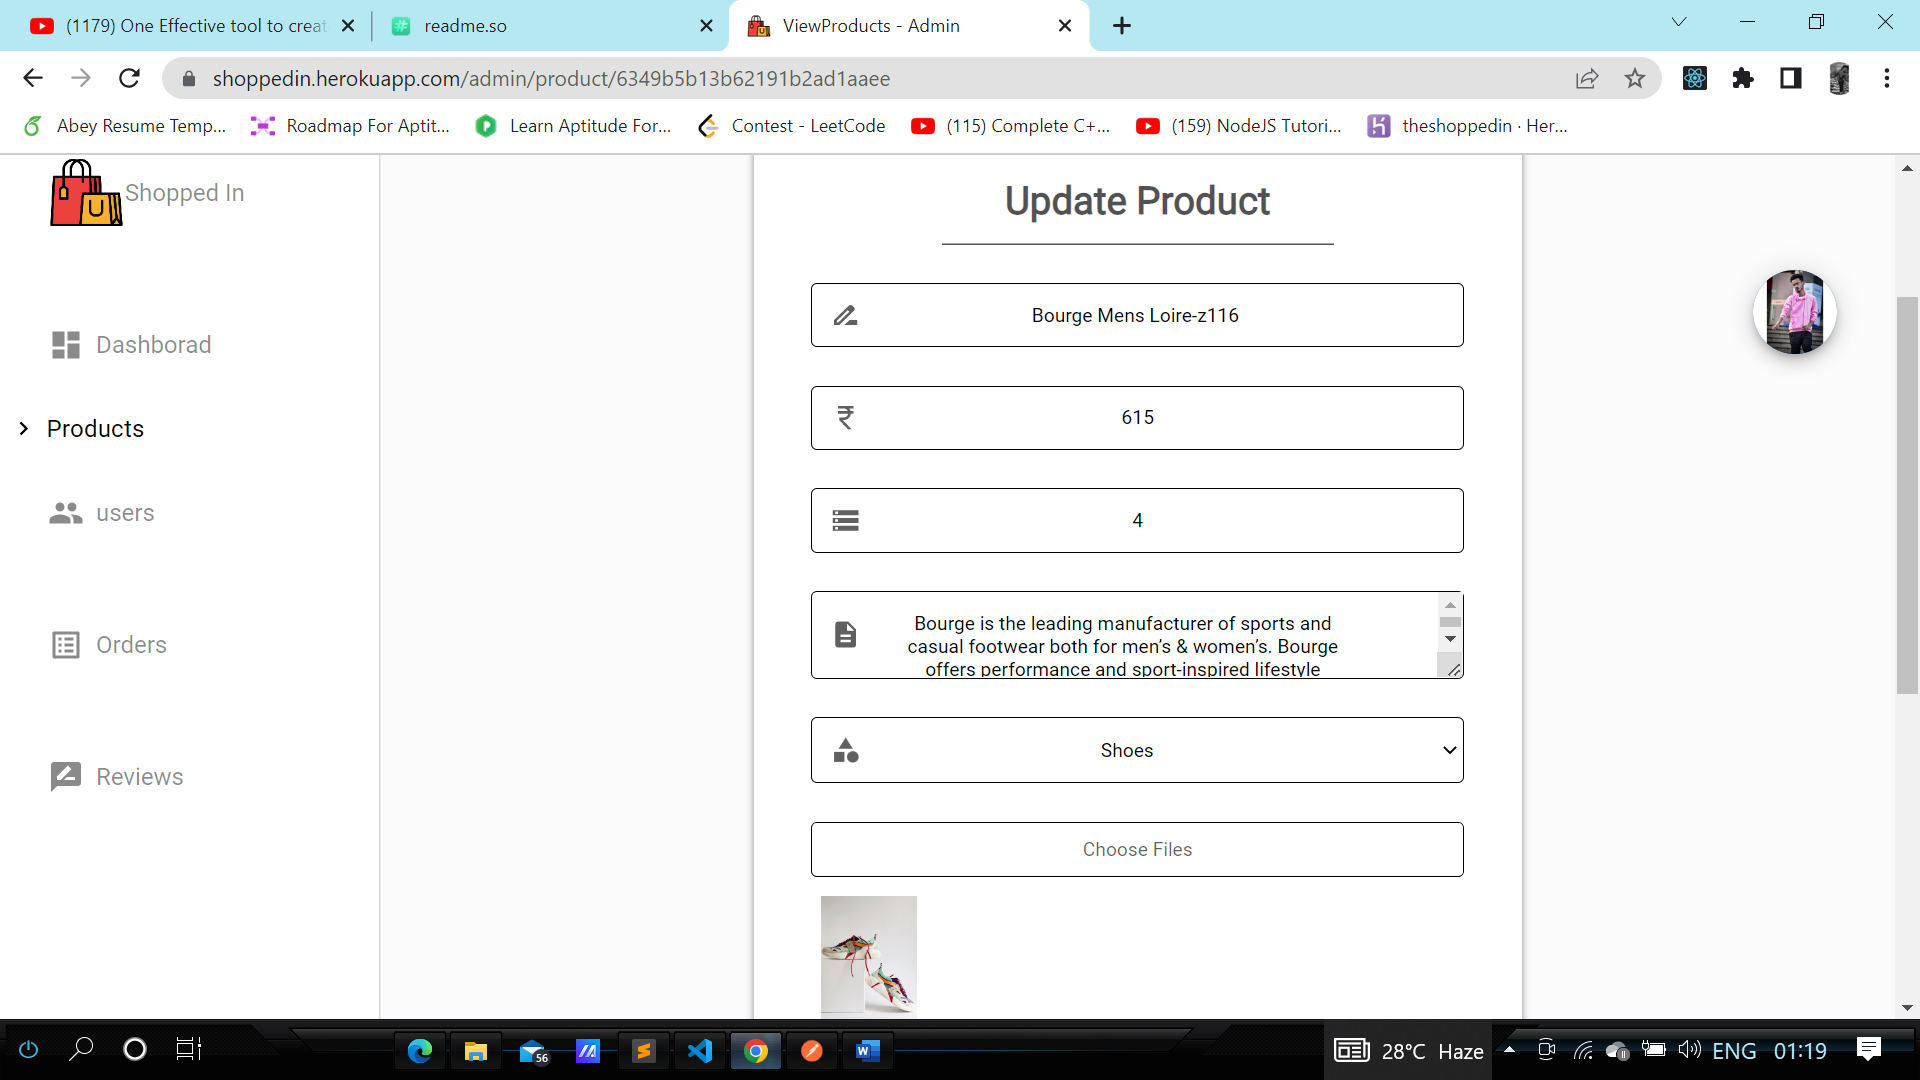 (1179) One Effective tool to creat
readme.so
ViewProducts - Admin
shoppedin.herokuapp.com/admin/product/6349b5b13b62191b2ad1aaee
Abey Resume Temp...
Roadmap For Aptit...
Learn Aptitude For...
Contest - LeetCode
(115) Complete C+...
(159) NodeJS Tutori...
theshoppedin · Her...
Shopped In
Dashborad
Products
users
Orders
Reviews
Update Product
Bourge Mens Loire-z116
₹
615
4
Bourge is the leading manufacturer of sports and
casual footwear both for men’s & women’s. Bourge
offers performance and sport-inspired lifestyle
Shoes
Choose Files
56
28°C Haze
ENG
01:19